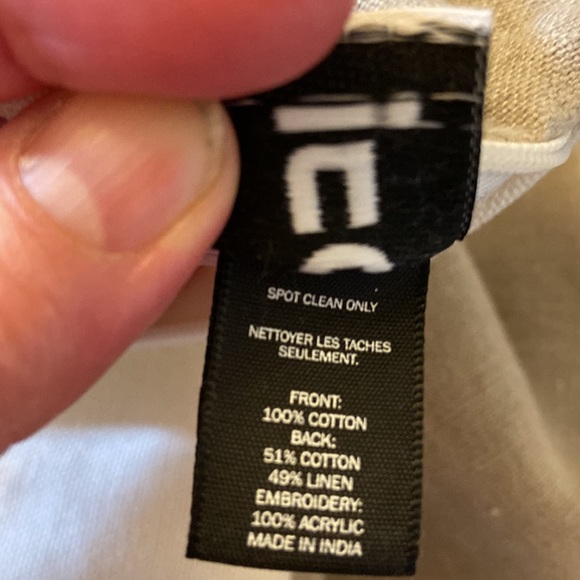 SPOT CLEAN ONLY
NETTOYER LES TACHES
SEULEMENT.
FRONT:
100% COTTON
BACK:
51% COTTON
49% LINEN
EMBROIDERY:
100% ACRYLIC
MADE IN INDIA